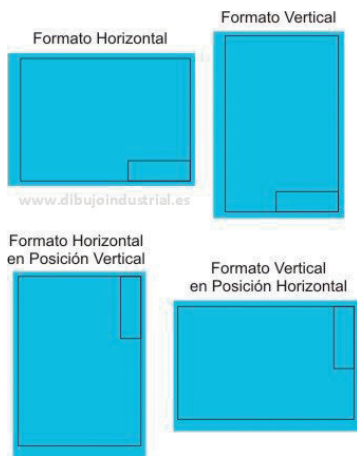 Formato Horizontal
Formato Vertical
www.dibujoindustrial.es
Formato Horizontal
en Posición Vertical
Formato Vertical
en Posición Horizontal